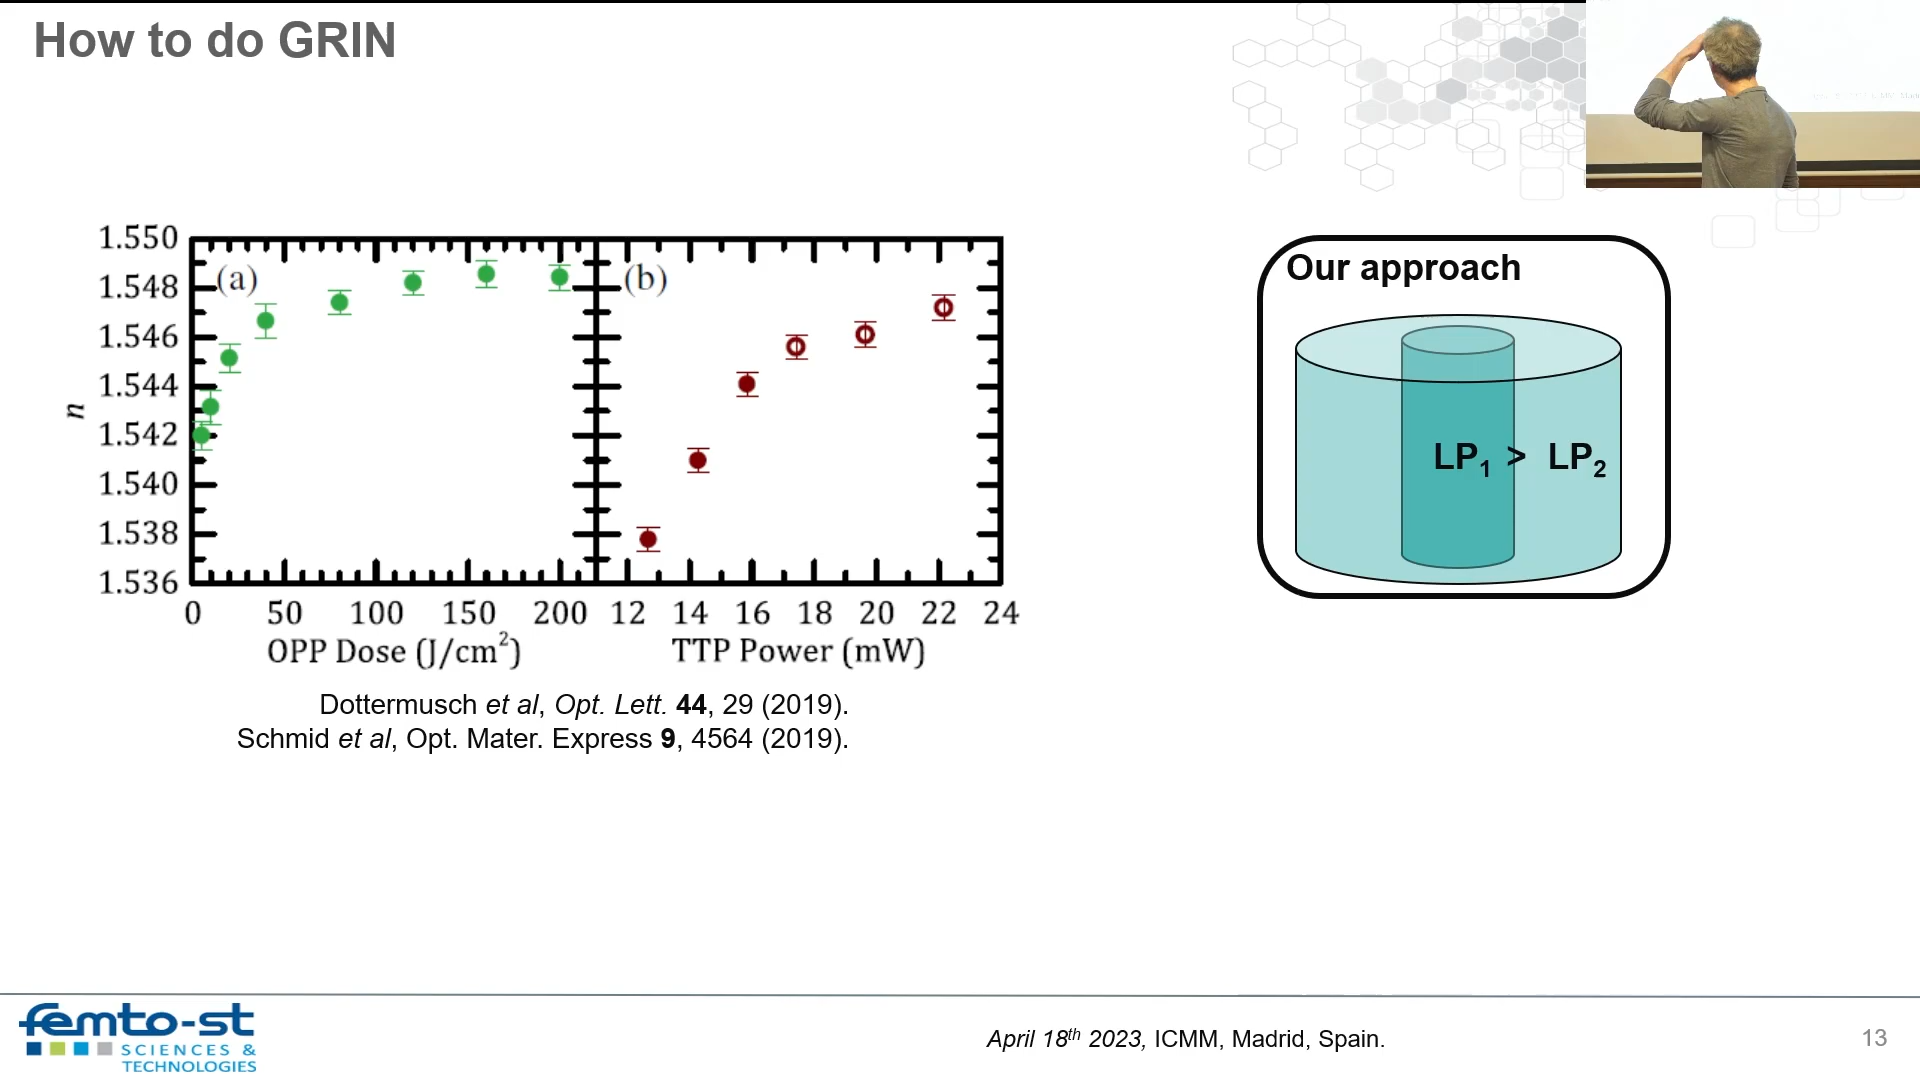 How to do GRIN
1.550
1.548
1.546
1.544
1.542
1.540
1.538
1.536
n
(a)
(b)
0 50 100 150 200 12 14 16 18 20 22 24
OPP Dose (J/cm²) TTP Power (mW)
Dottermusch et al, Opt. Lett. 44, 29 (2019).
Schmid et al, Opt. Mater. Express 9, 4564 (2019).
Our approach
LP₁ > LP₂
femto-st
SCIENCES &
TECHNOLOGIES
April 18th 2023, ICMM, Madrid, Spain.
13